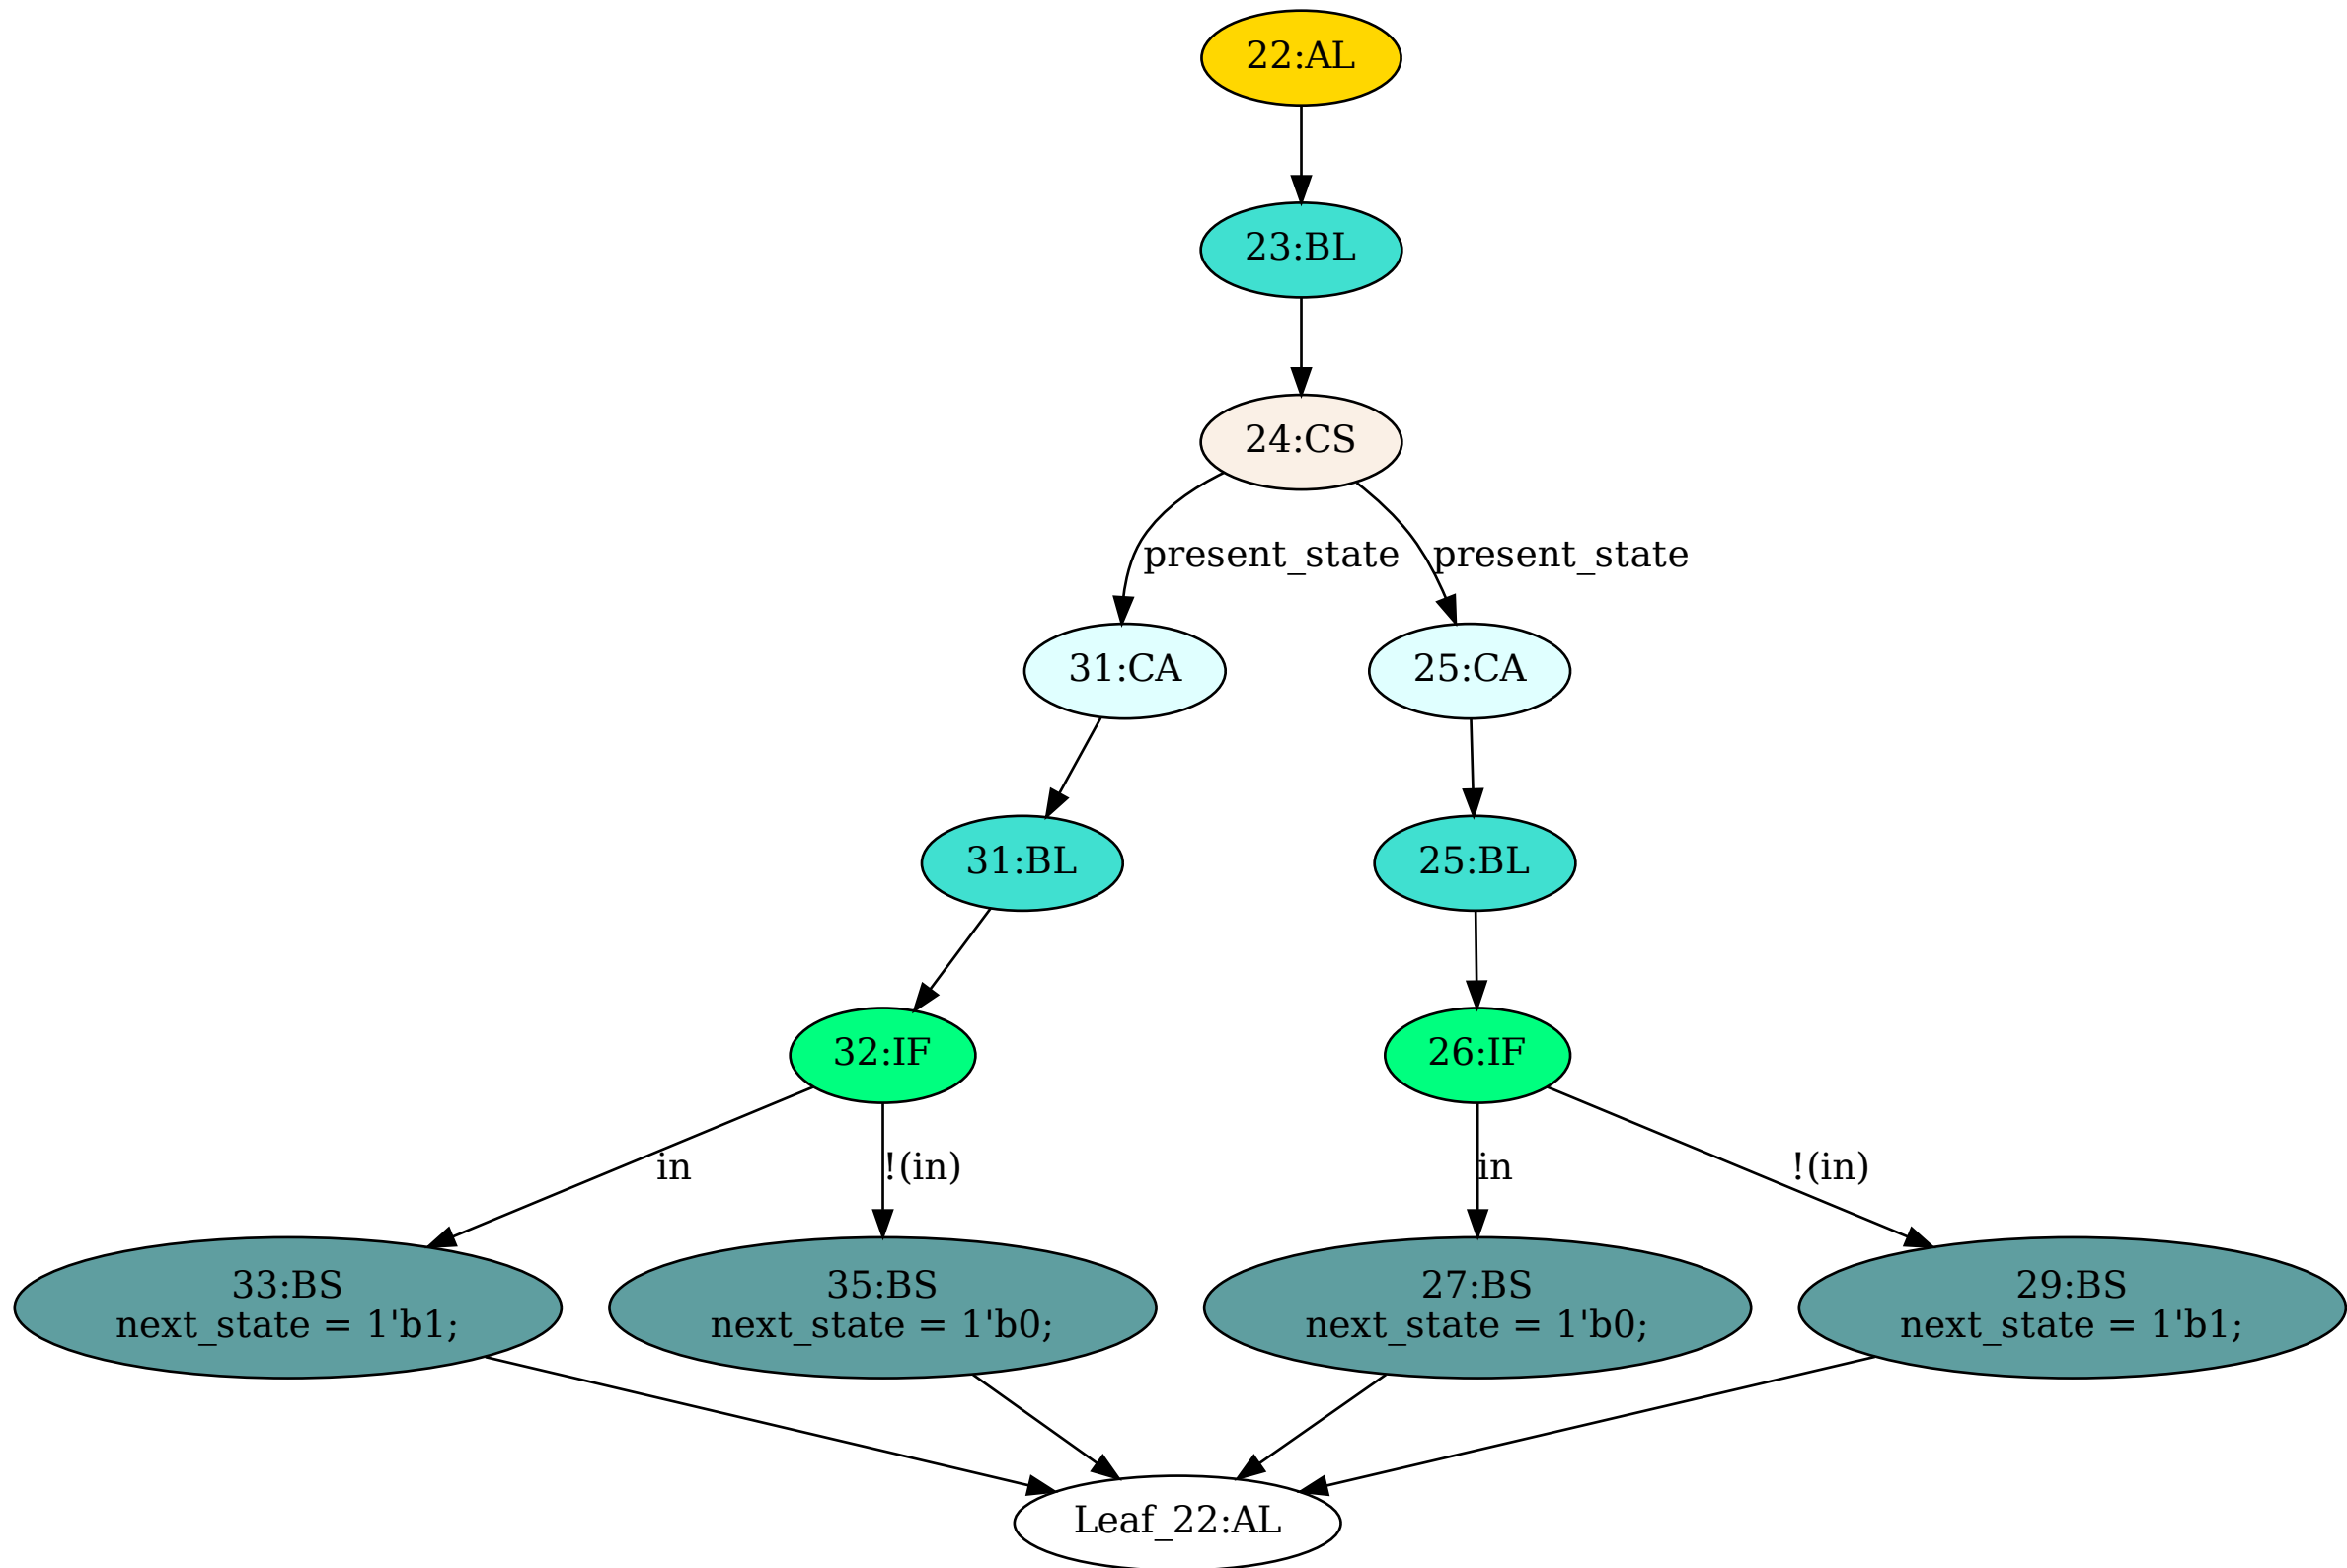 22:AL
23:BL
24:CS
present_state
present_state
31:CA
25:CA
31:BL
25:BL
32:IF
26:IF
in
!(in)
in
!(in)
33:BS
next_state = 1'b1;
35:BS
next_state = 1'b0;
27:BS
next_state = 1'b0;
29:BS
next_state = 1'b1;
Leaf_22:AL